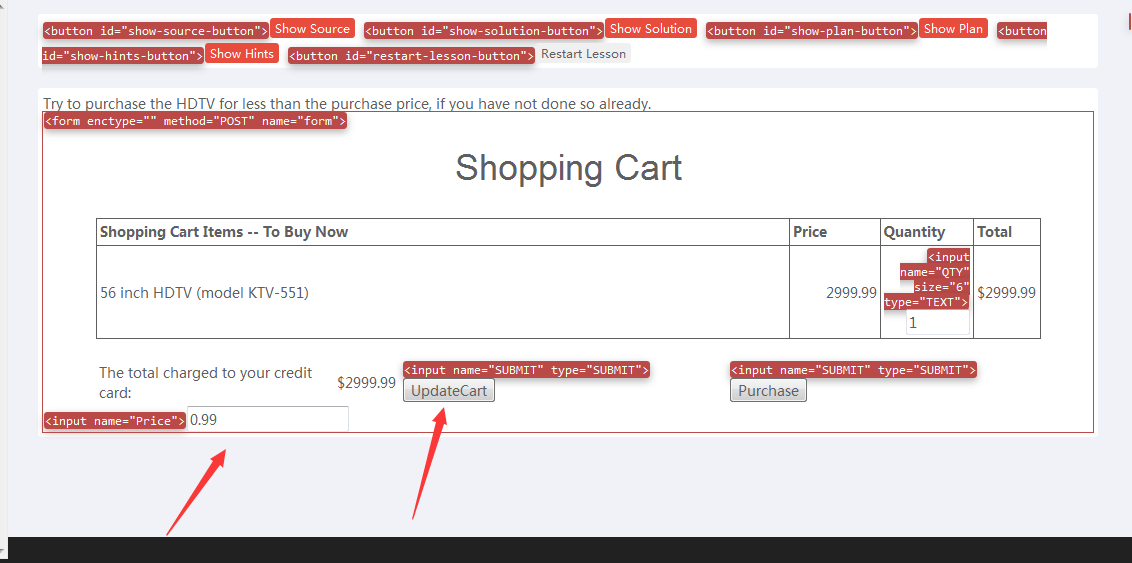 <button id="show-source-button"> Show Source <button id="show-solution-button"> Show Solution <button id="show-plan-button"> Show Plan <button
id="show-hints-button"> Show Hints <button id="restart-lesson-button"> Restart Lesson
Try to purchase the HDTV for less than the purchase price, if you have not done so already.
<form enctype="" method="POST" name="form">
Shopping Cart
Shopping Cart Items -- To Buy Now Price Quantity Total
<input
name="QTY"
size="6"
type="TEXT">
56 inch HDTV (model KTV-551) 2999.99 $2999.99
1
The total charged to your credit
card:
$2999.99
<input name="SUBMIT" type="SUBMIT"> <input name="SUBMIT" type="SUBMIT">
UpdateCart Purchase
<input name="Price"> 0.99